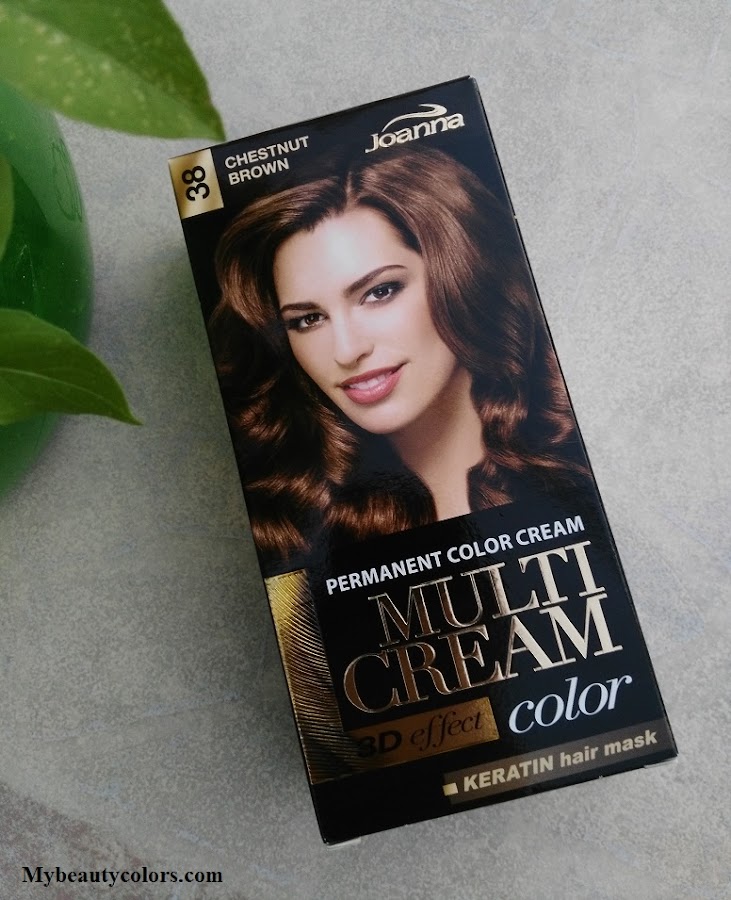 38
CHESTNUT
BROWN
Joanna
PERMANENT COLOR CREAM
MULTI
CREAM
3D effect
color
KERATIN hair mask
Mybeautycolors.com